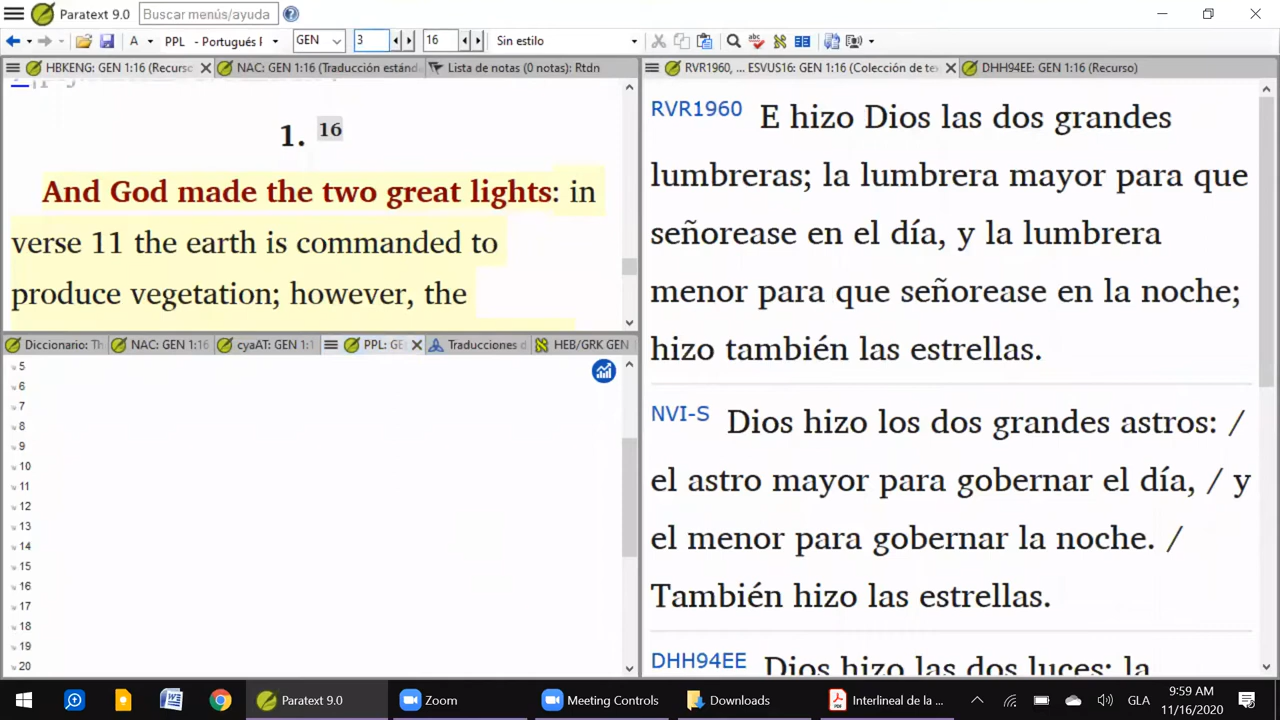 Paratext 9.0 Buscar menús/ayuda
A PPL - Portugués F GEN 3 16 Sin estilo
HBKENG: GEN 1:16 (Recurso NAC: GEN 1:16 (Traducción estánd Lista de notas (0 notas): Rtdn
1. 16
And God made the two great lights: in
verse 11 the earth is commanded to
produce vegetation; however, the
Diccionario: Th NAC: GEN 1:16 cyaAT: GEN 1:1 PPL: GE Traducciones d HEB/GRK GEN
5
6
7
8
9
10
11
12
13
14
15
16
17
18
19
20
RVR1960, ... ESVUS16: GEN 1:16 (Colección de te DHH94EE: GEN 1:16 (Recurso)
RVR1960 E hizo Dios las dos grandes
lumbreras; la lumbrera mayor para que
señorease en el día, y la lumbrera
menor para que señorease en la noche;
hizo también las estrellas.
NVI-S Dios hizo los dos grandes astros: /
el astro mayor para gobernar el día, / y
el menor para gobernar la noche. /
También hizo las estrellas.
DHH94EE Dios hizo las dos luces: la
Paratext 9.0 Zoom Meeting Controls Downloads Interlineal de la ... GLA 9:59 AM
11/16/2020